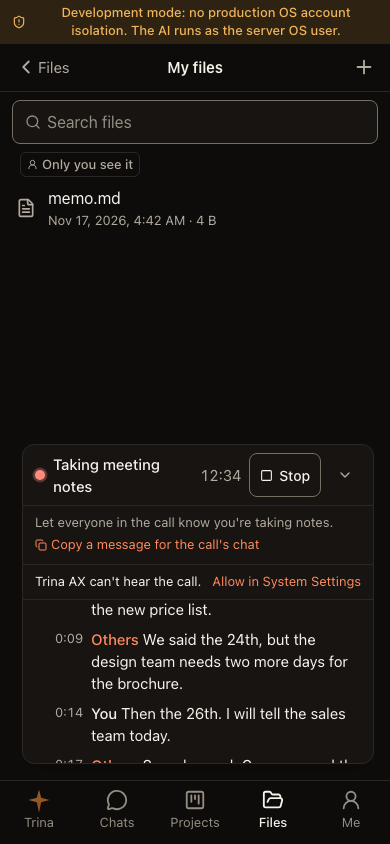 Development mode: no production OS account
isolation. The AI runs as the server OS user.
Files
My files
Search files
Only you see it
memo.md
Nov 17, 2026, 4:42 AM · 4 B
Taking meeting
notes
12:34
Stop
Let everyone in the call know you're taking notes.
Copy a message for the call's chat
Trina AX can't hear the call. Allow in System Settings
the new price list.
0:09 Others We said the 24th, but the
design team needs two more days for
the brochure.
0:14 You Then the 26th. I will tell the sales
team today.
Trina Chats Projects Files Me